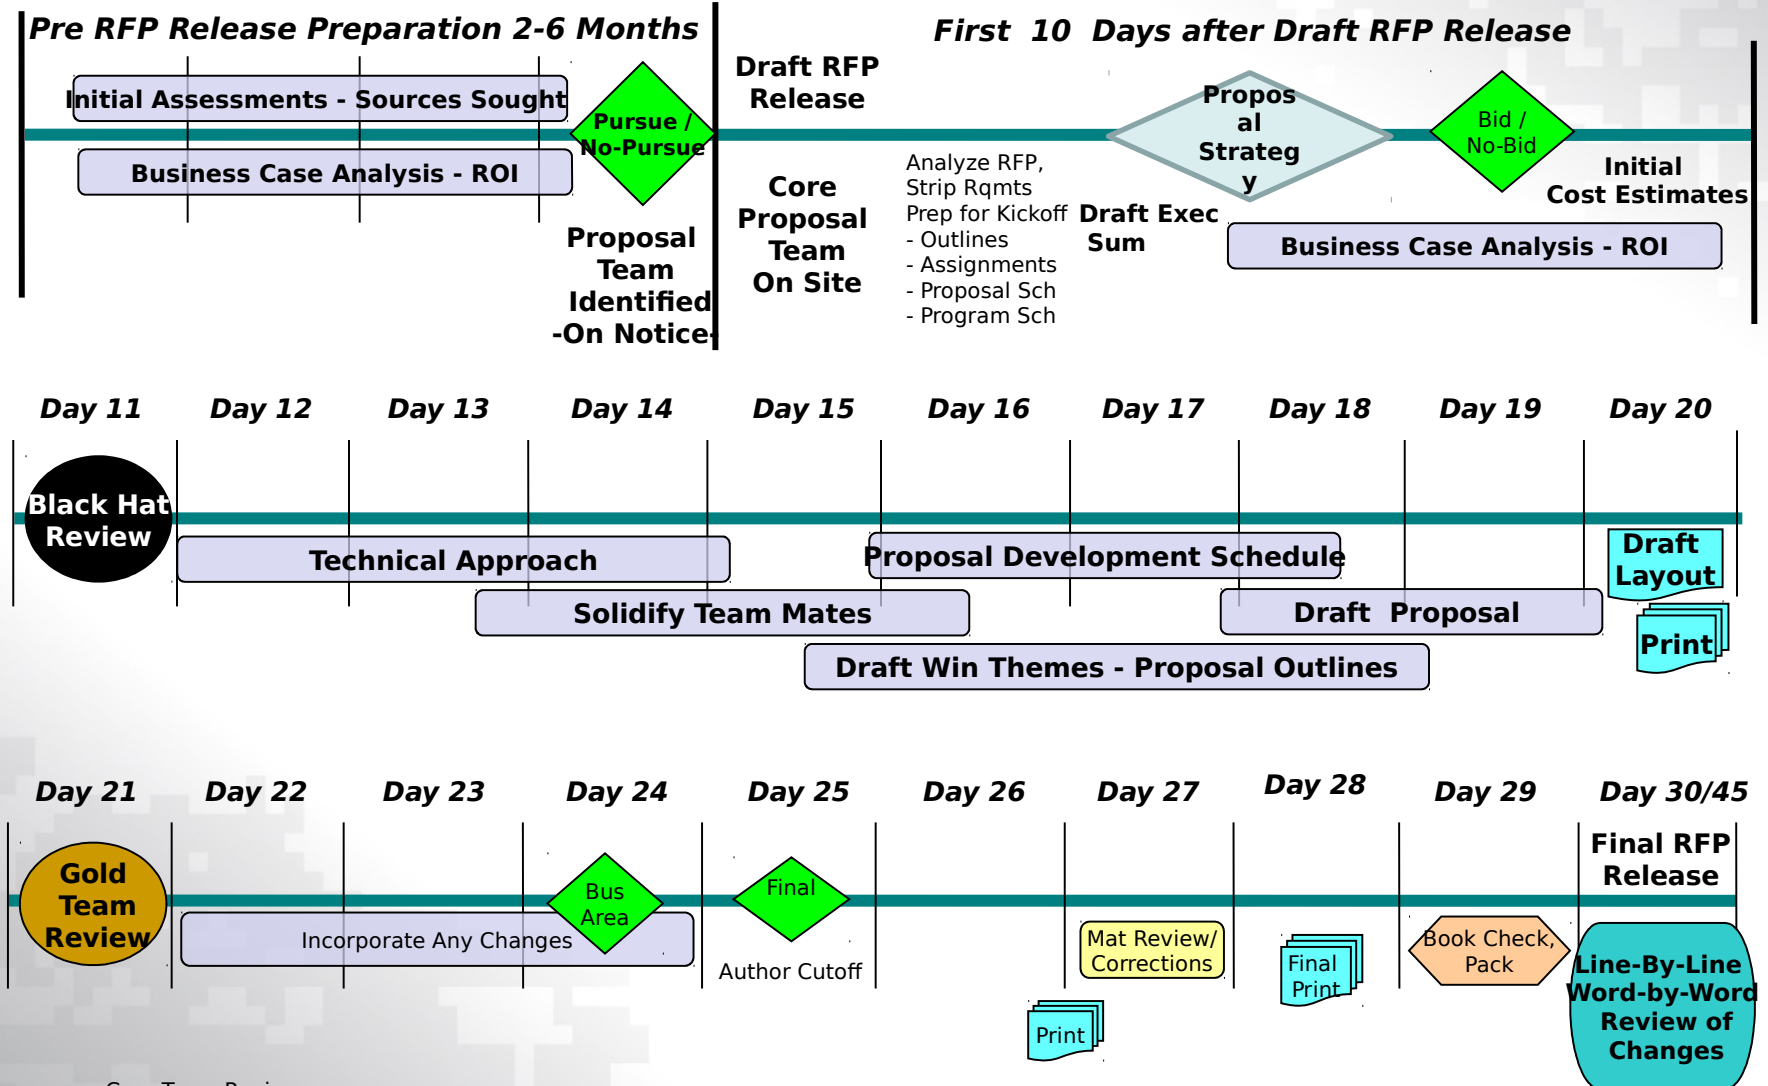 Pre RFP Release Preparation 2-6 Months
First 10 Days after Draft RFP Release
Initial Assessments - Sources Sought
Business Case Analysis - ROI
Pursue /
No-Pursue
Proposal
Team
Identified
-On Notice-
Draft RFP
Release
Core
Proposal
Team
On Site
Analyze RFP,
Strip Rqmts
Prep for Kickoff
- Outlines
- Assignments
- Proposal Sch
- Program Sch
Draft Exec
Sum
Propos
al
Strateg
y
Bid /
No-Bid
Initial
Cost Estimates
Business Case Analysis - ROI
Day 11
Day 12
Day 13
Day 14
Day 15
Day 16
Day 17
Day 18
Day 19
Day 20
Black Hat
Review
Technical Approach
Solidify Team Mates
Proposal Development Schedule
Draft Proposal
Draft Win Themes - Proposal Outlines
Draft
Layout
Print
Day 21
Day 22
Day 23
Day 24
Day 25
Day 26
Day 27
Day 28
Day 29
Day 30/45
Gold
Team
Review
Incorporate Any Changes
Bus
Area
Final
Author Cutoff
Print
Mat Review/
Corrections
Final
Print
Book Check,
Pack
Final RFP
Release
Line-By-Line
Word-by-Word
Review of
Changes